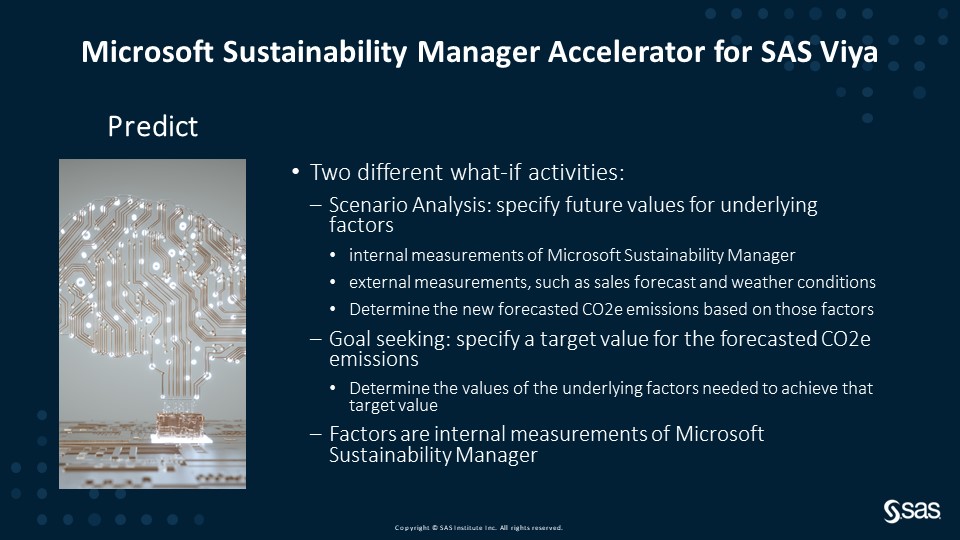 Microsoft Sustainability Manager Accelerator for SAS Viya
Predict
• Two different what-if activities:
– Scenario Analysis: specify future values for underlying
factors
• internal measurements of Microsoft Sustainability Manager
• external measurements, such as sales forecast and weather conditions
• Determine the new forecasted CO2e emissions based on those factors
– Goal seeking: specify a target value for the forecasted CO2e
emissions
• Determine the values of the underlying factors needed to achieve that
target value
– Factors are internal measurements of Microsoft
Sustainability Manager
sas
Copyright © SAS Institute Inc. All rights reserved.